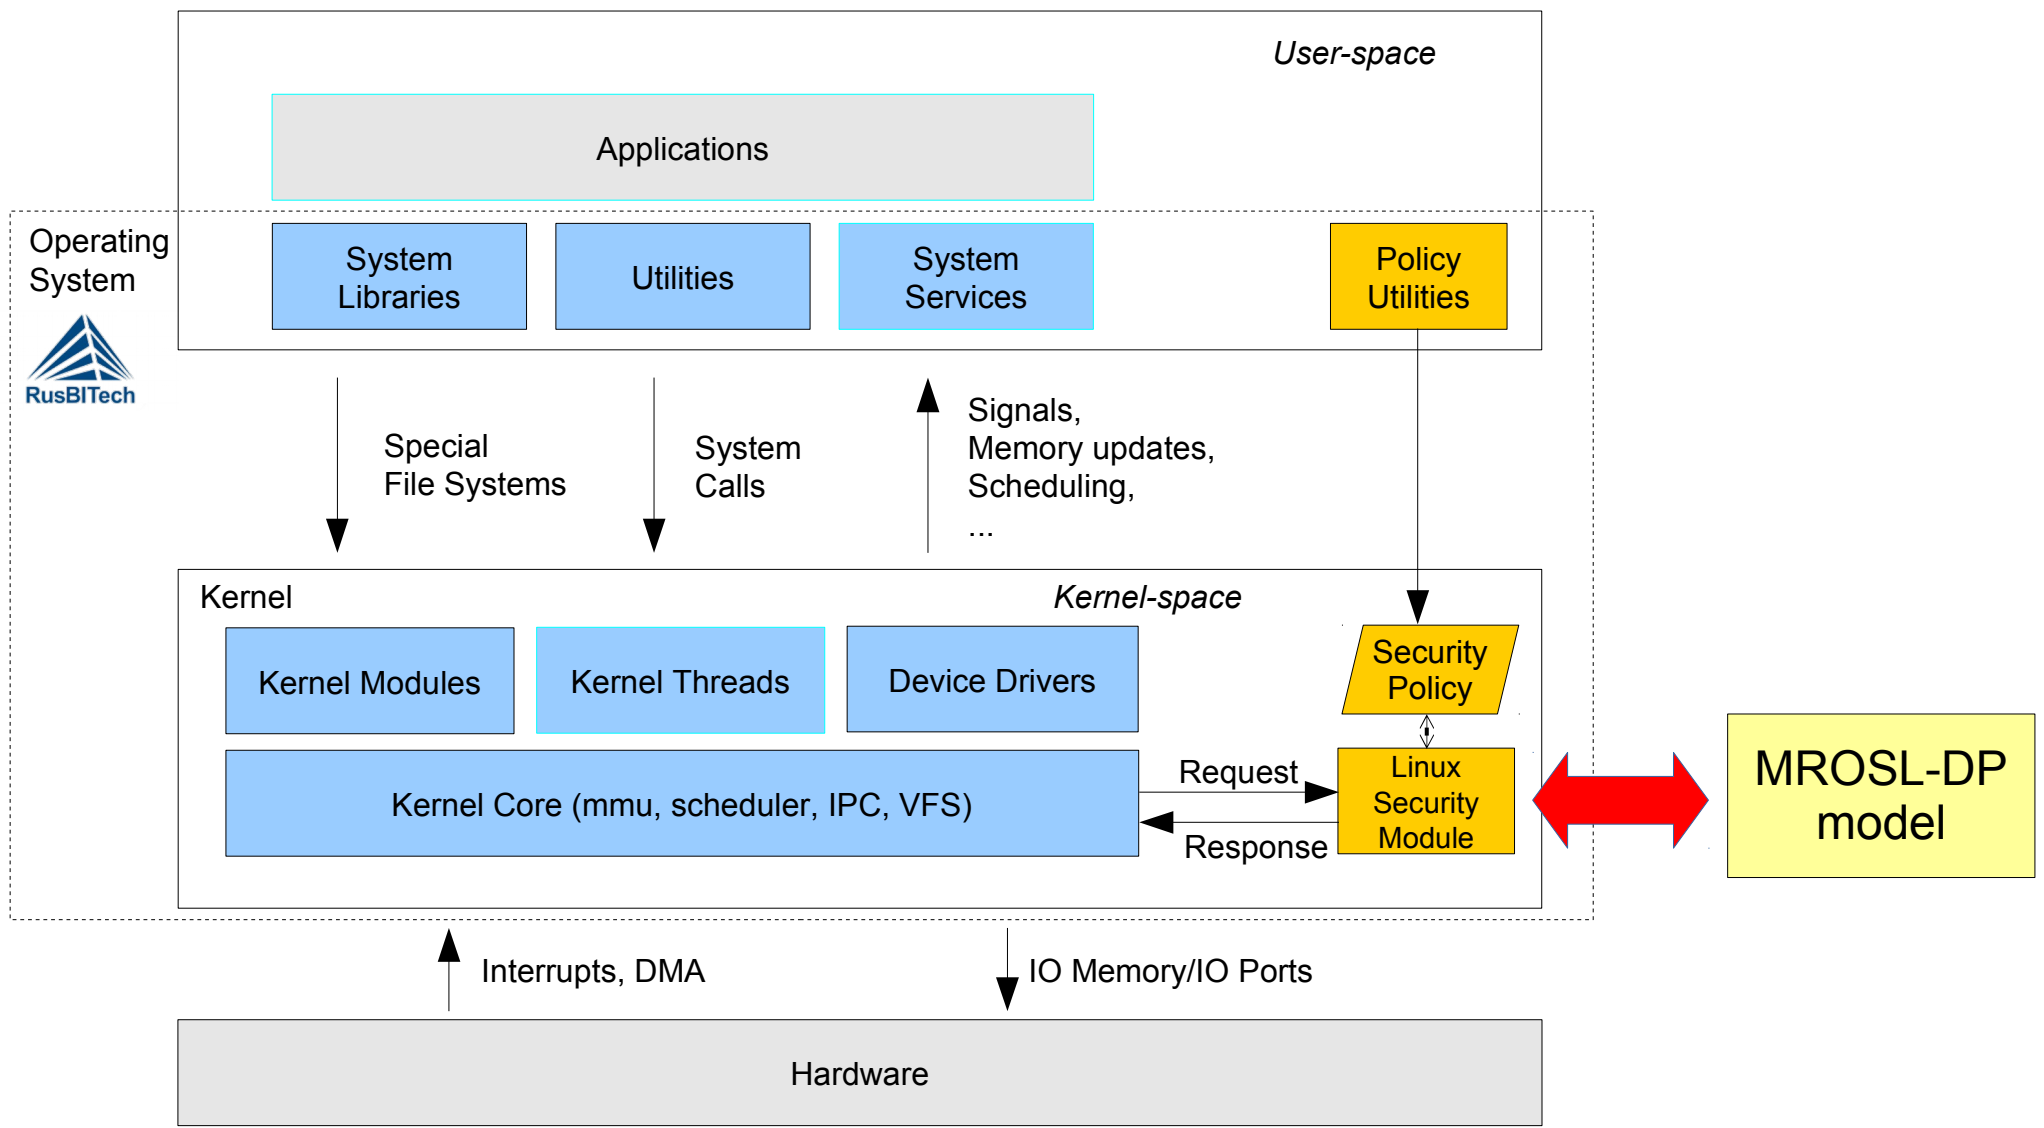 User-space
Applications
Operating
System
RusBITech
System
Libraries
Utilities
System
Services
Policy
Utilities
Special
File Systems
System
Calls
Signals,
Memory updates,
Scheduling,
...
Kernel
Kernel-space
Kernel Modules
Kernel Threads
Device Drivers
Security
Policy
Kernel Core (mmu, scheduler, IPC, VFS)
Request
Response
Linux
Security
Module
MROSL-DP
model
Interrupts, DMA
IO Memory/IO Ports
Hardware